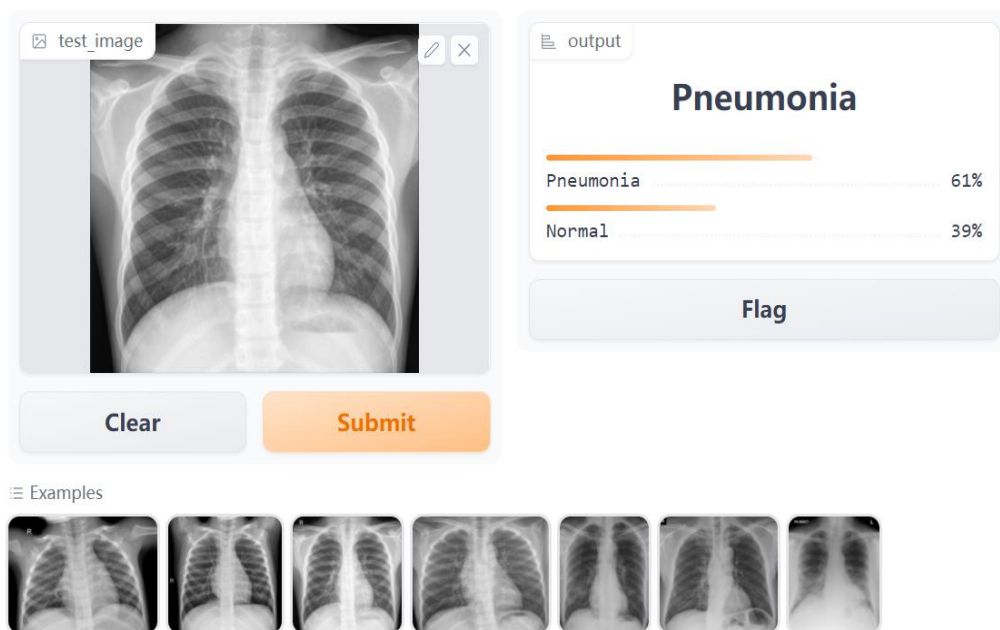 test_image
output
Pneumonia
Pneumonia 61%
Normal 39%
Flag
Clear
Submit
Examples
R
R
R
L